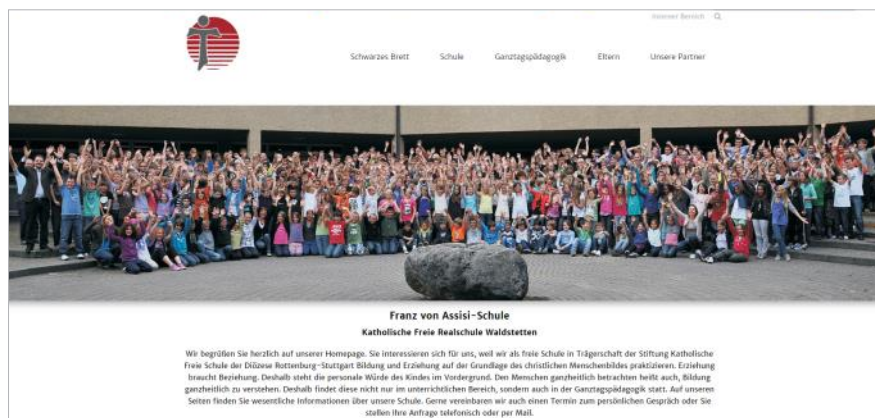 Interner Bereich
Schwarzes Brett Schule Ganztagspädagogik Eltern Unsere Partner
Franz von Assisi-Schule
Katholische Freie Realschule Waldstetten
Wir begrüßen Sie herzlich auf unserer Homepage. Sie interessieren sich für uns, weil wir als freie Schule in Trägerschaft der Stiftung Katholische
Freie Schule der Diözese Rottenburg-Stuttgart Bildung und Erziehung auf der Grundlage des christlichen Menschenbildes praktizieren. Erziehung
braucht Beziehung. Deshalb steht die personale Würde des Kindes im Vordergrund. Den Menschen ganzheitlich betrachten heißt auch, Bildung
ganzheitlich zu verstehen. Deshalb findet diese nicht nur im unterrichtlichen Bereich, sondern auch in der Ganztagspädagogik statt. Auf unseren
Seiten finden Sie wesentliche Informationen über unsere Schule. Gerne vereinbaren wir auch einen Termin zum persönlichen Gespräch oder Sie
stellen Ihre Anfrage telefonisch oder per Mail.